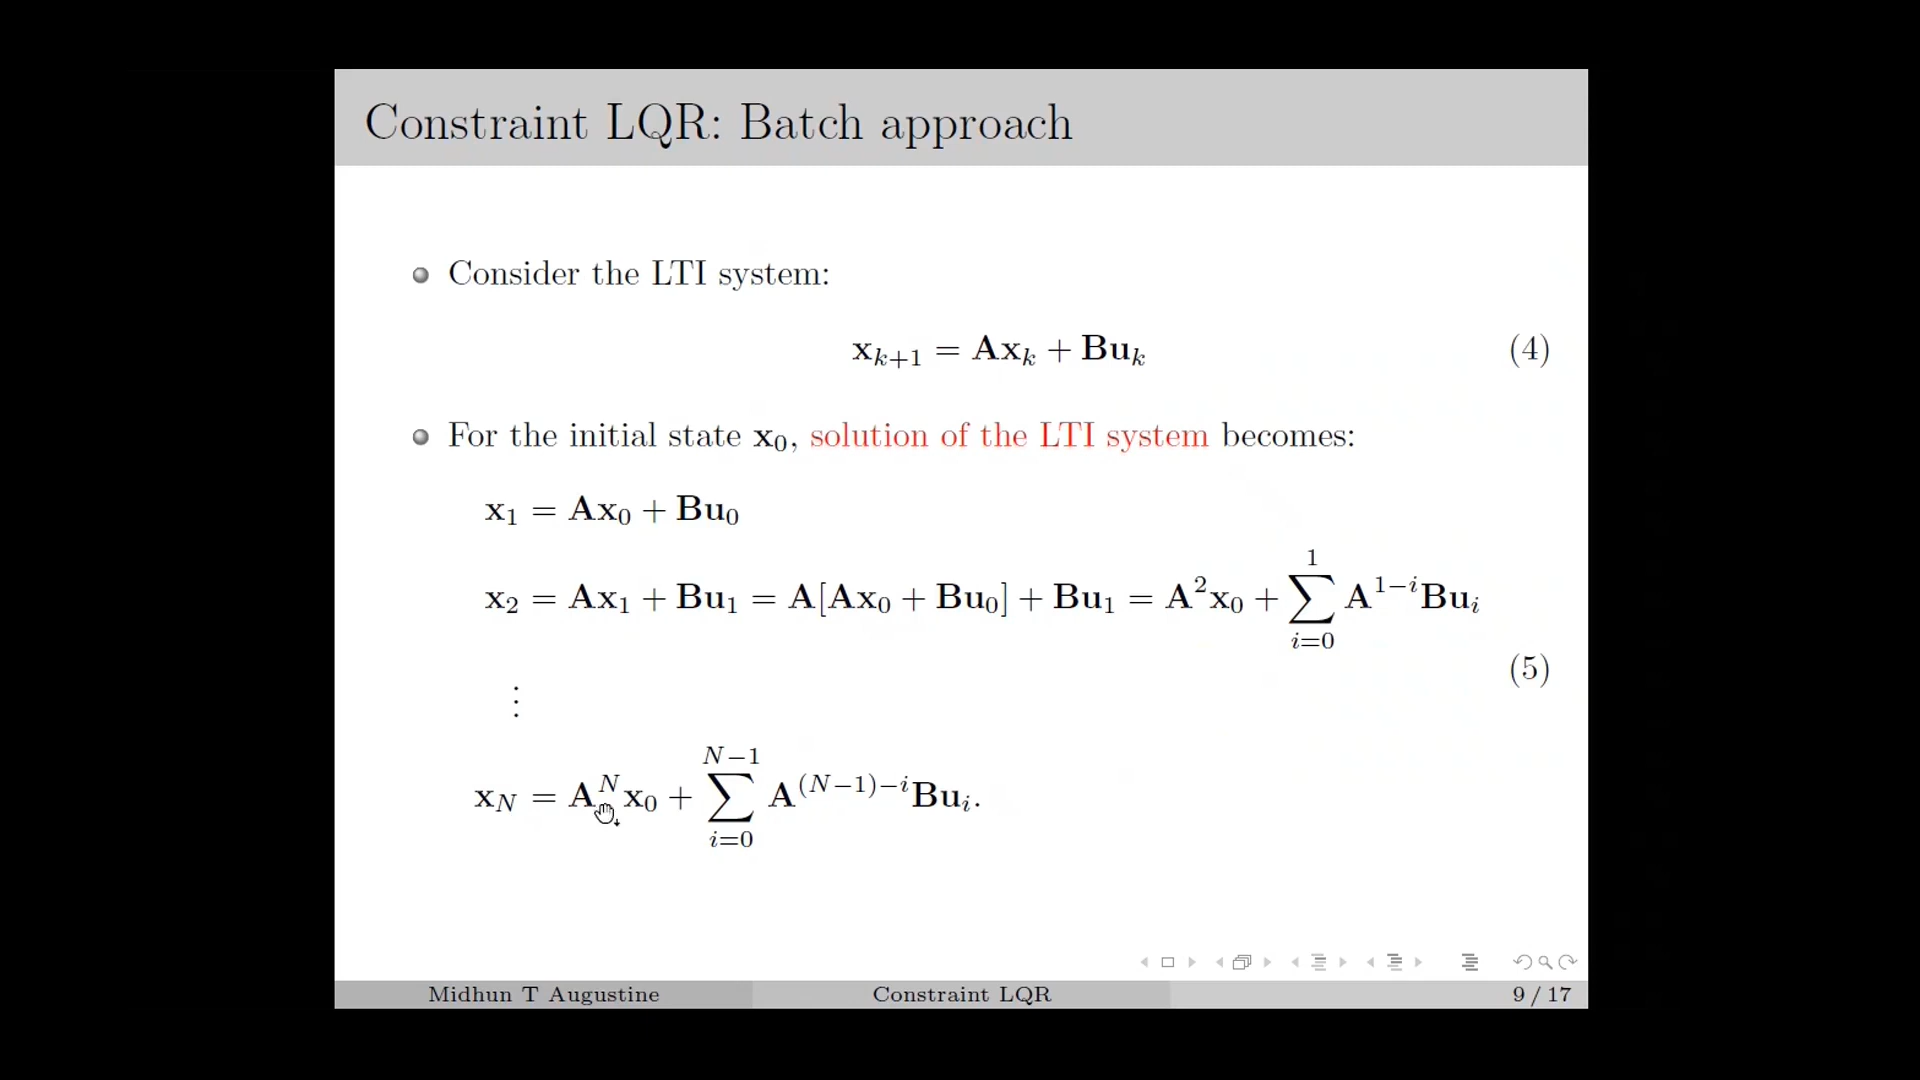 Constraint LQR: Batch approach
Consider the LTI system:
x_{k+1} = Ax_k + Bu_k (4)
For the initial state x_0, solution of the LTI system becomes:
x_1 = Ax_0 + Bu_0
x_2 = Ax_1 + Bu_1 = A[Ax_0 + Bu_0] + Bu_1 = A^2x_0 + \sum_{i=0}^{1} A^{1-i}Bu_i
(5)
⋮
x_N = A^Nx_0 + \sum_{i=0}^{N-1} A^{(N-1)-i}Bu_i.
Midhun T Augustine Constraint LQR 9 / 17